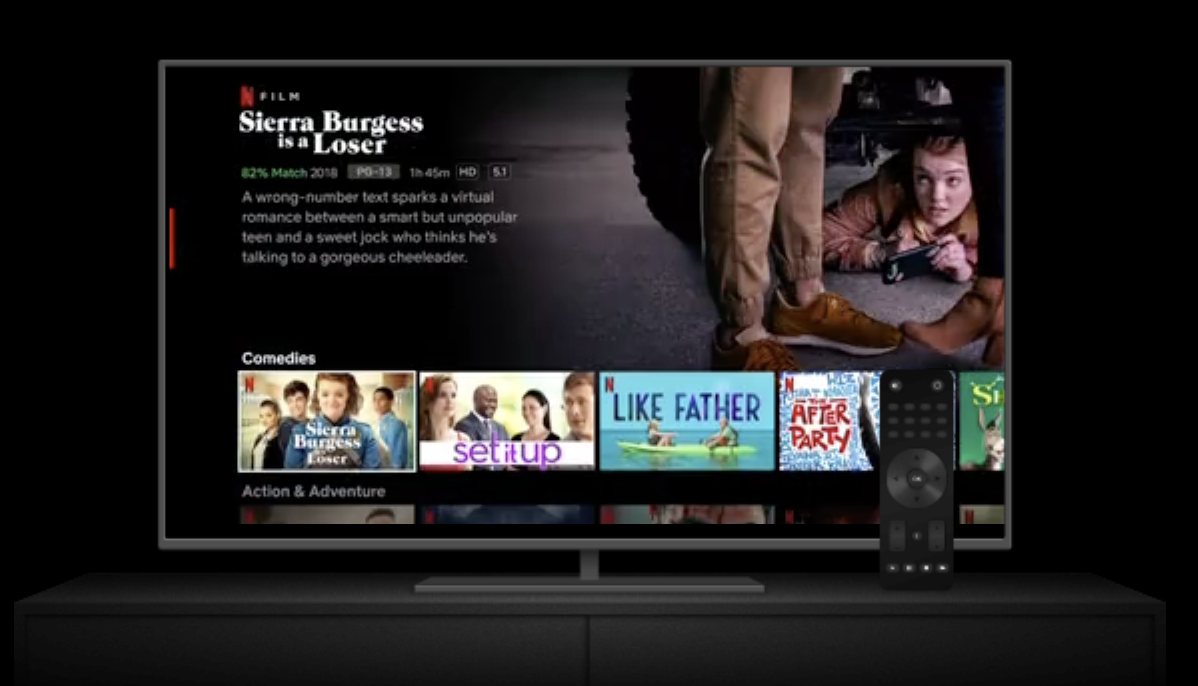 N FILM
Sierra Burgess
is a Loser
82% Match 2018 PG-13 1h 45m HD 5.1
A wrong-number text sparks a virtual
romance between a smart but unpopular
teen and a sweet jock who thinks he's
talking to a gorgeous cheeleader.
Comedies
N
Sierra
Burgess
is a
Loser
N
set it up
N
LIKE FATHER
N
THE
AFTER
PARTY
OK
Action & Adventure